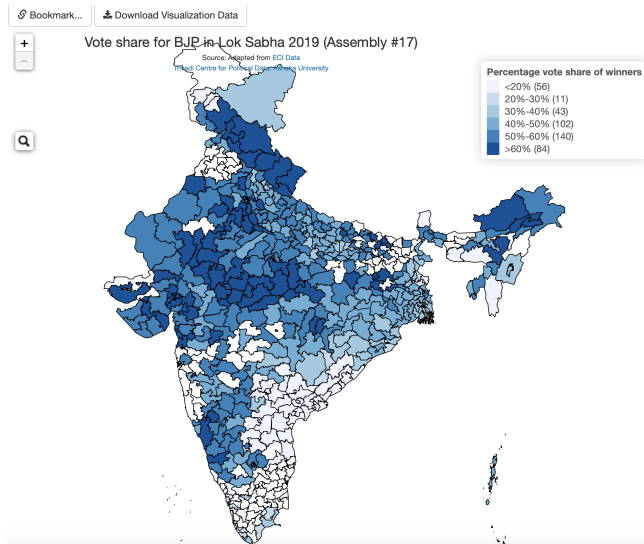 Bookmark...
Download Visualization Data
+
−
Vote share for BJP in Lok Sabha 2019 (Assembly #17)
Source: Adapted from ECI Data
Centre for Political Data, Ashoka University
Percentage vote share of winners
<20% (56)
20%-30% (11)
30%-40% (43)
40%-50% (102)
50%-60% (140)
>60% (84)